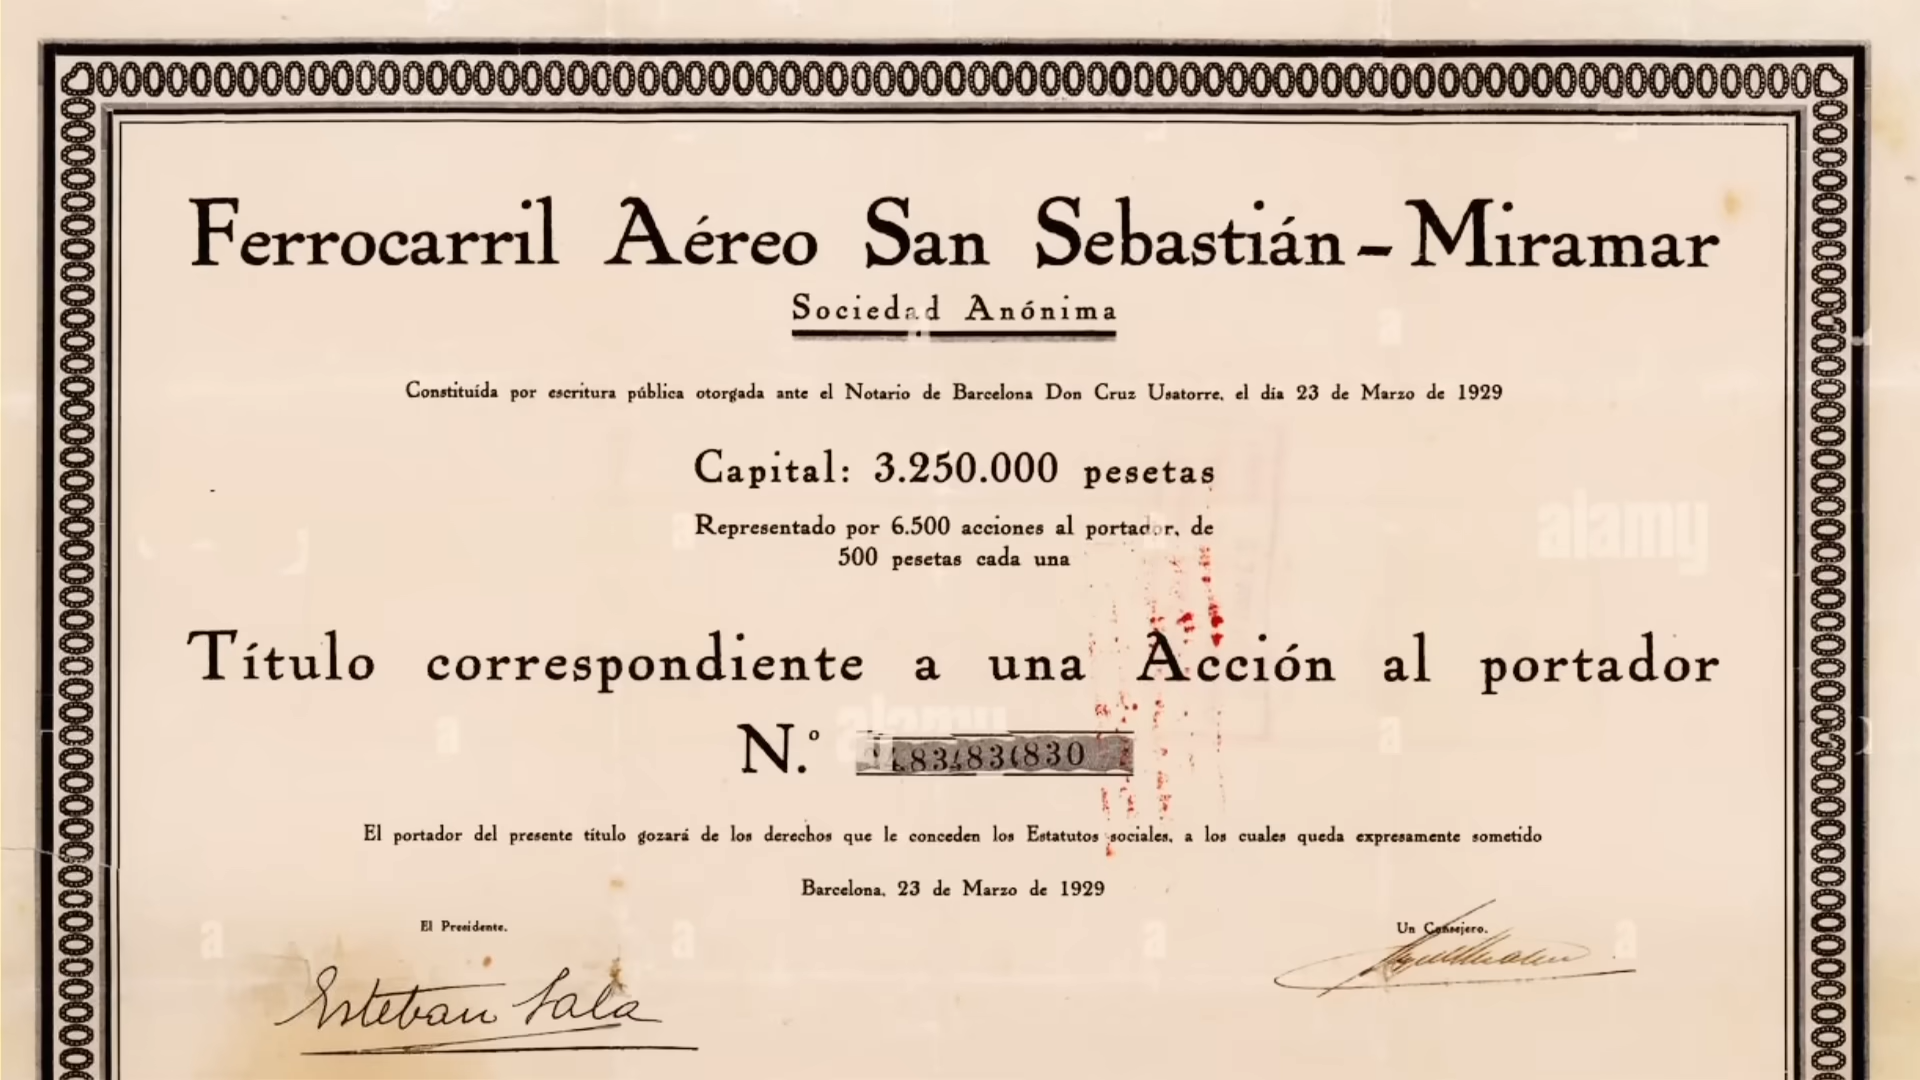 Ferrocarril Aéreo San Sebastián - Miramar
Sociedad Anónima
Constituída por escritura pública otorgada ante el Notario de Barcelona Don Cruz Usatorre, el día 23 de Marzo de 1929
Capital: 3.250.000 pesetas
Representado por 6.500 acciones al portador, de
500 pesetas cada una
alamy
Título correspondiente a una Acción al portador
alamy
N.º
El portador del presente título gozará de los derechos que le conceden los Estatutos sociales, a los cuales queda expresamente sometido
Barcelona, 23 de Marzo de 1929
El Presidente.
Un Consejero.
Esteban Sala